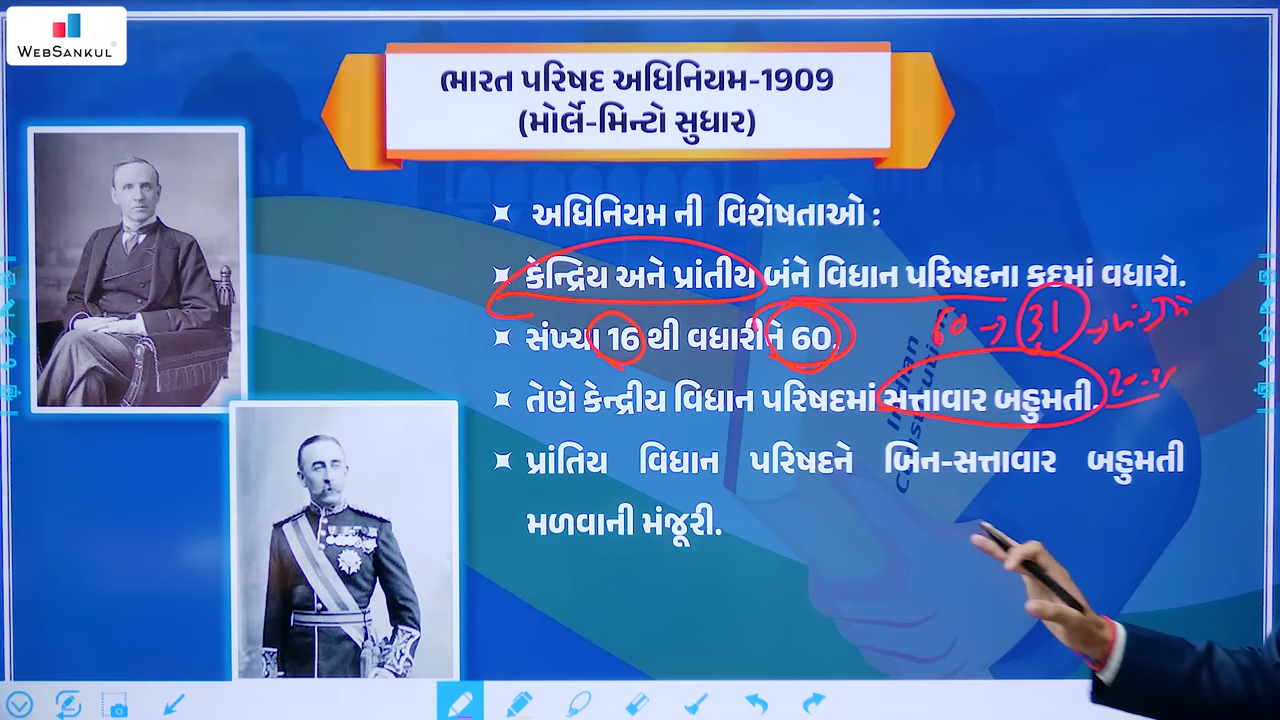 WEBSANKUL
ભારત પરિષદ અધિનિયમ-1909
(મોર્લે-મિન્ટો સુધાર)
અધિનિયમ ની વિશેષતાઓ :
કેન્દ્રિય અને પ્રાંતીય બંને વિધાન પરિષદના કદમાં વધારો.
સંખ્યા 16 થી વધારીને 60.
60 → 31 →
તેણે કેન્દ્રીય વિધાન પરિષદમાં સત્તાવાર બહુમતી.
પ્રાંતિય વિધાન પરિષદને બિન-સત્તાવાર બહુમતી
મળવાની મંજૂરી.